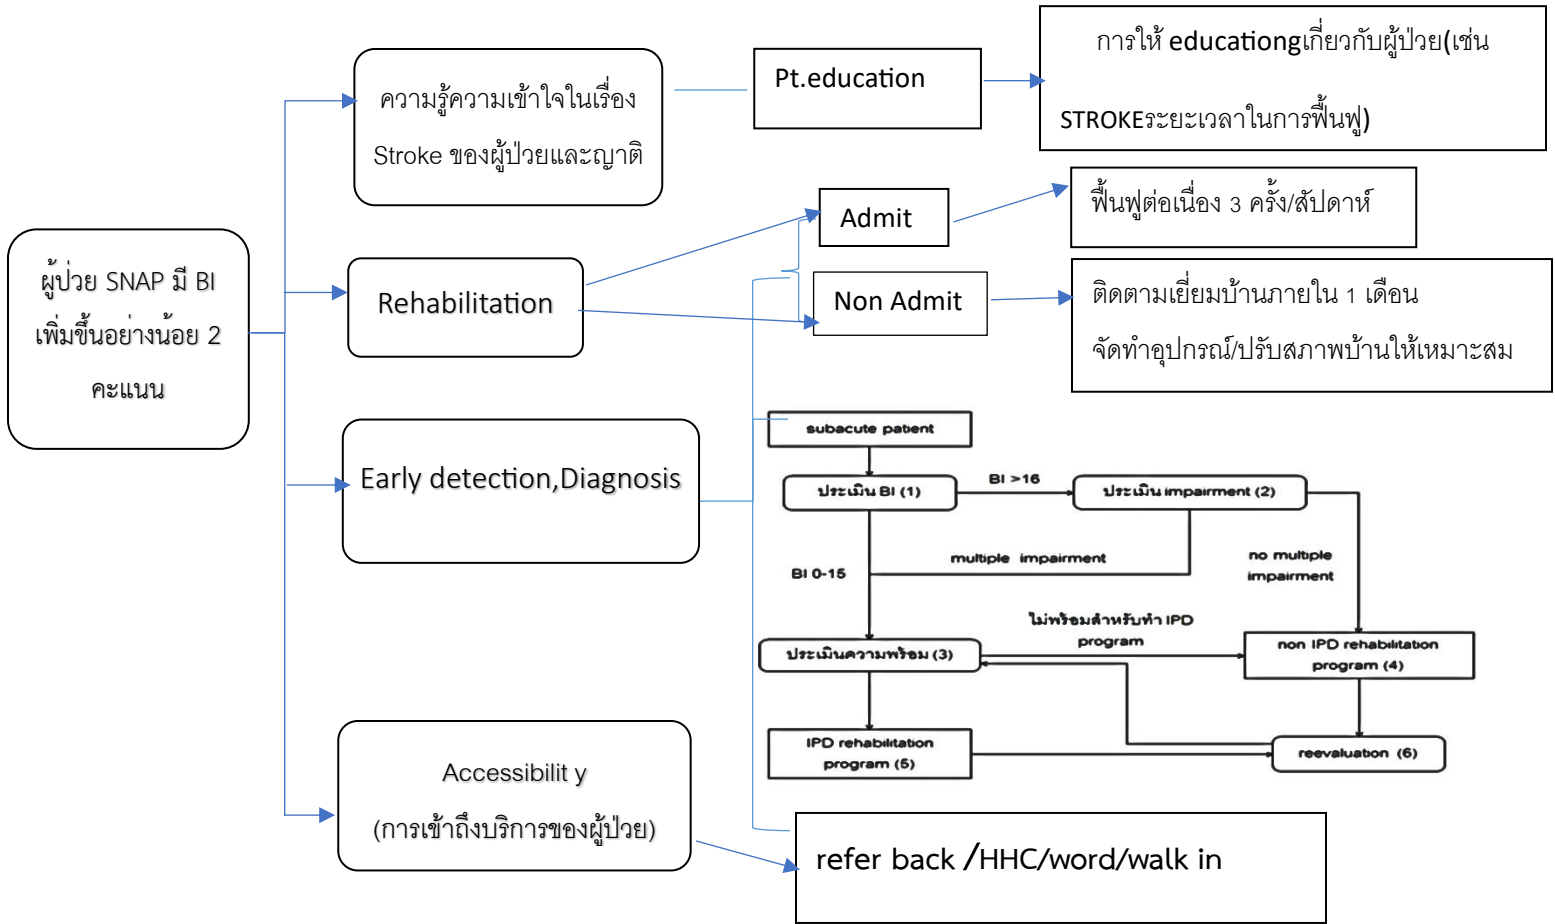 ผู้ป่วย SNAP มี BI
เพิ่มขึ้นอย่างน้อย 2
คะแนน
ความรู้ความเข้าใจในเรื่อง
Stroke ของผู้ป่วยและญาติ
Pt.education
การให้ educationgเกี่ยวกับผู้ป่วย(เช่น
STROKEระยะเวลาในการฟื้นฟู)
Rehabilitation
Admit
ฟื้นฟูต่อเนื่อง 3 ครั้ง/สัปดาห์
Non Admit
ติดตามเยี่ยมบ้านภายใน 1 เดือน
จัดทำอุปกรณ์/ปรับสภาพบ้านให้เหมาะสม
Early detection,Diagnosis
subacute patient
ประเมิน BI (1)
BI >16
ประเมิน impairment (2)
BI 0-15
multiple impairment
no multiple
impairment
ไม่พร้อมสำหรับทำ IPD
program
ประเมินความพร้อม (3)
non IPD rehabilitation
program (4)
IPD rehabilitation
program (5)
reevaluation (6)
Accessibilit y
(การเข้าถึงบริการของผู้ป่วย)
refer back /HHC/word/walk in